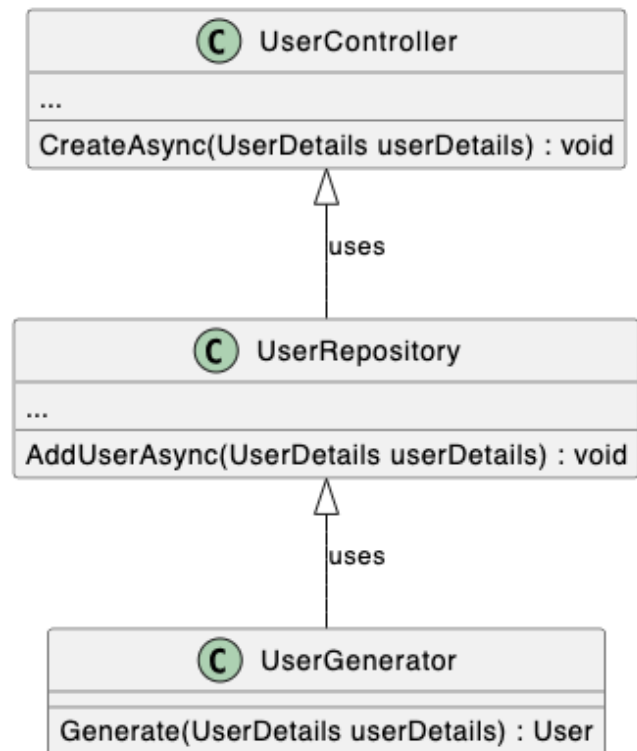 C UserController
...
CreateAsync(UserDetails userDetails) : void
uses
C UserRepository
...
AddUserAsync(UserDetails userDetails) : void
uses
C UserGenerator
Generate(UserDetails userDetails) : User